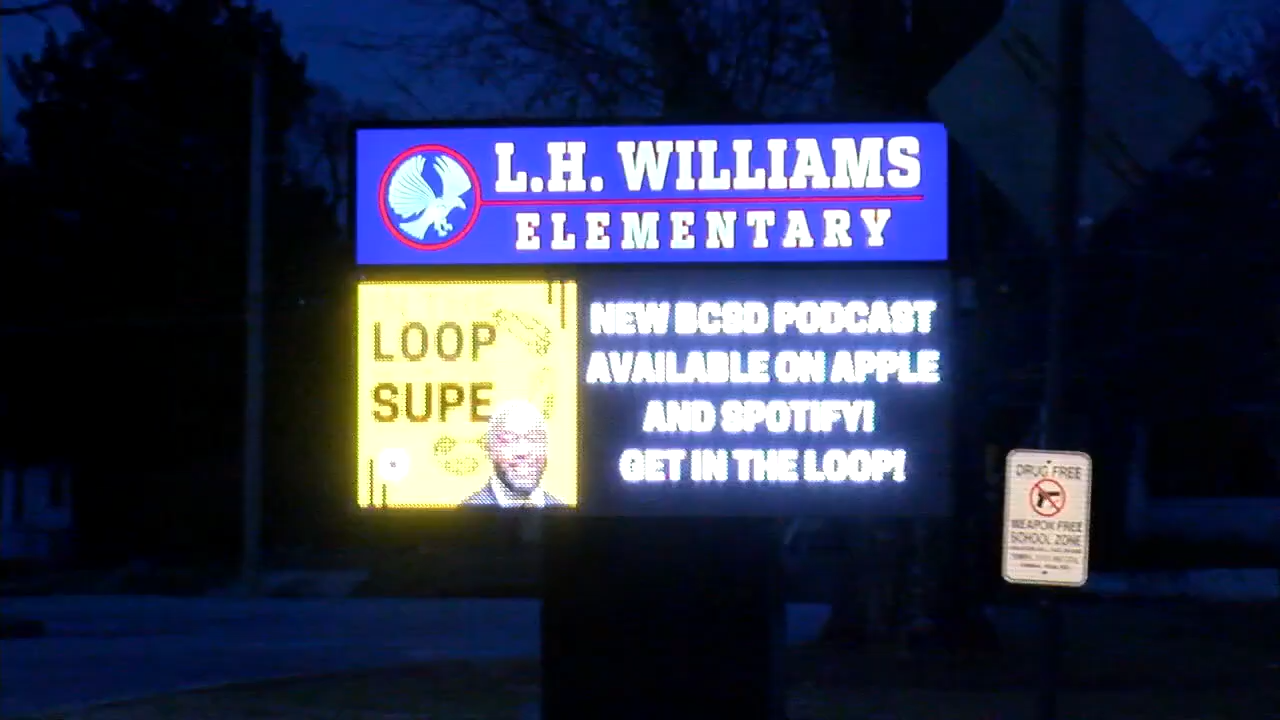 L.H. WILLIAMS
ELEMENTARY
LOOP
SUPE
NEW BCSD PODCAST
AVAILABLE ON APPLE
AND SPOTIFY!
GET IN THE LOOP!
DRUG FREE
WEAPON FREE
SCHOOL ZONE